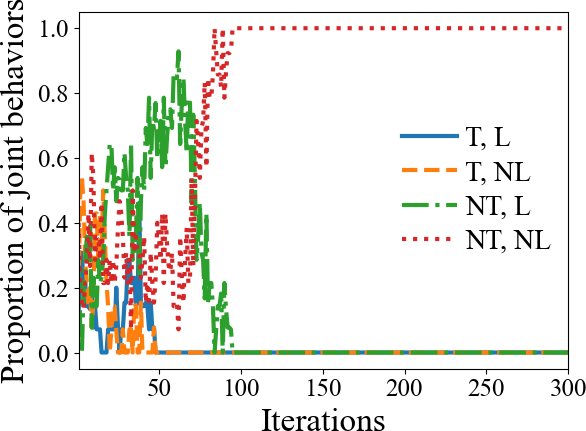 Proportion of joint behaviors
1.0
0.8
0.6
0.4
0.2
0.0
T, L
T, NL
NT, L
NT, NL
50
100
150
200
250
300
Iterations